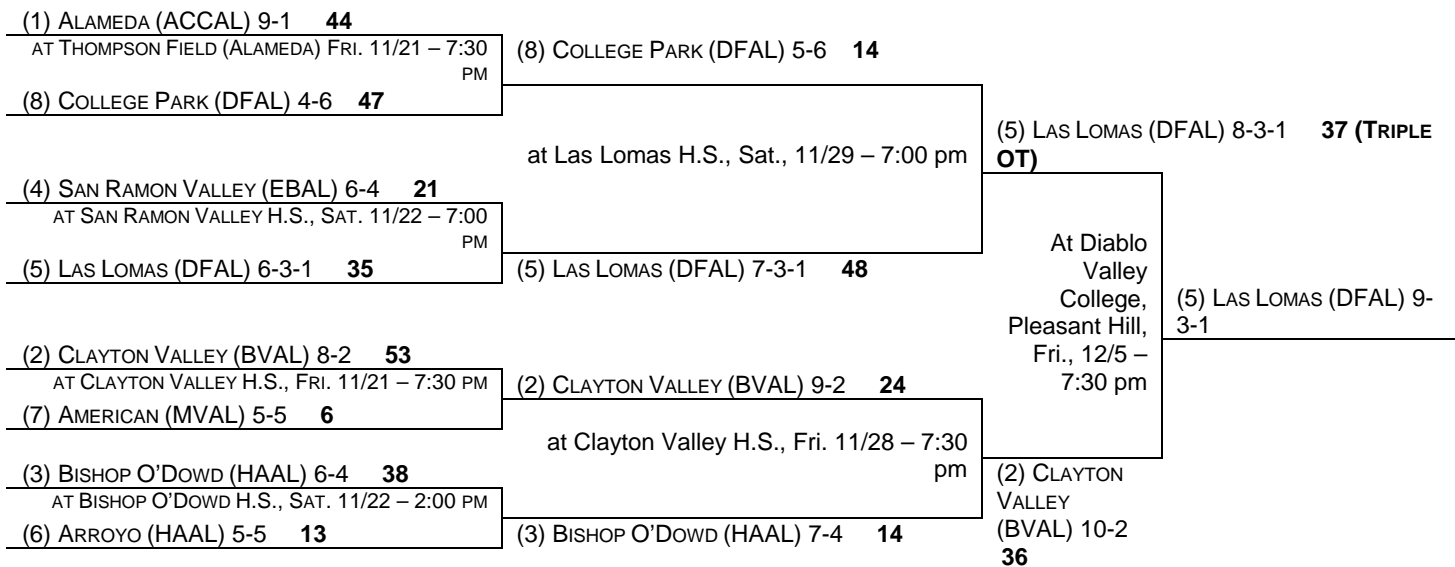 (1) ALAMEDA (ACCAL) 9-1 44
AT THOMPSON FIELD (ALAMEDA) FRI. 11/21 – 7:30
PM
(8) COLLEGE PARK (DFAL) 4-6 47
(4) SAN RAMON VALLEY (EBAL) 6-4 21
AT SAN RAMON VALLEY H.S., SAT. 11/22 – 7:00
PM
(5) LAS LOMAS (DFAL) 6-3-1 35
(2) CLAYTON VALLEY (BVAL) 8-2 53
AT CLAYTON VALLEY H.S., FRI. 11/21 – 7:30 PM
(7) AMERICAN (MVAL) 5-5 6
(3) BISHOP O'DOWD (HAAL) 6-4 38
AT BISHOP O'DOWD H.S., SAT. 11/22 – 2:00 PM
(6) ARROYO (HAAL) 5-5 13
(8) COLLEGE PARK (DFAL) 5-6 14
at Las Lomas H.S., Sat., 11/29 – 7:00 pm
(5) LAS LOMAS (DFAL) 7-3-1 48
(2) CLAYTON VALLEY (BVAL) 9-2 24
at Clayton Valley H.S., Fri. 11/28 – 7:30
pm
(3) BISHOP O'DOWD (HAAL) 7-4 14
(5) LAS LOMAS (DFAL) 8-3-1 37 (TRIPLE
OT)
At Diablo
Valley
College,
Pleasant Hill,
Fri., 12/5 –
7:30 pm
(2) CLAYTON
VALLEY
(BVAL) 10-2
36
(5) LAS LOMAS (DFAL) 9-
3-1